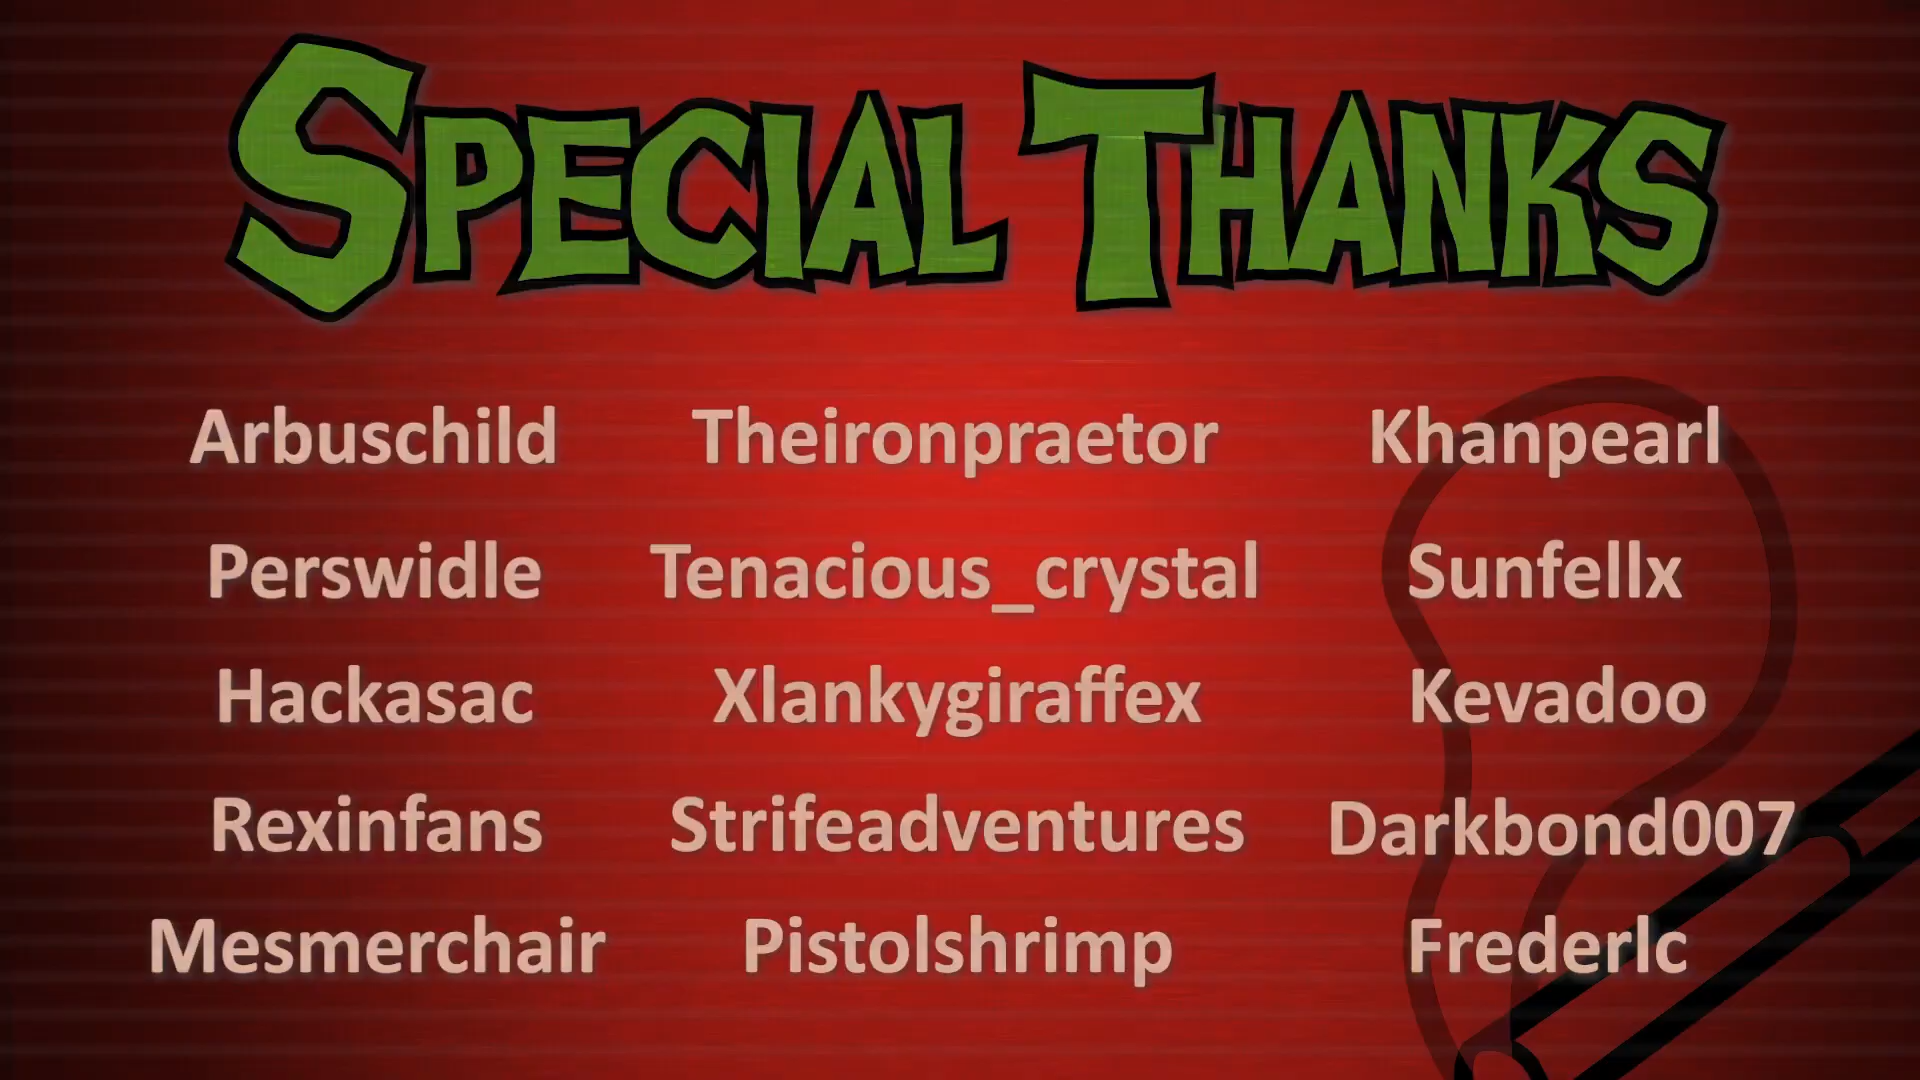 SPECIAL THANKS
Arbuschild Theironpraetor Khanpearl
Perswidle Tenacious_crystal Sunfellx
Hackasac Xlankygiraffex Kevadoo
Rexinfans Strifeadventures Darkbond007
Mesmerchair Pistolshrimp Frederlc